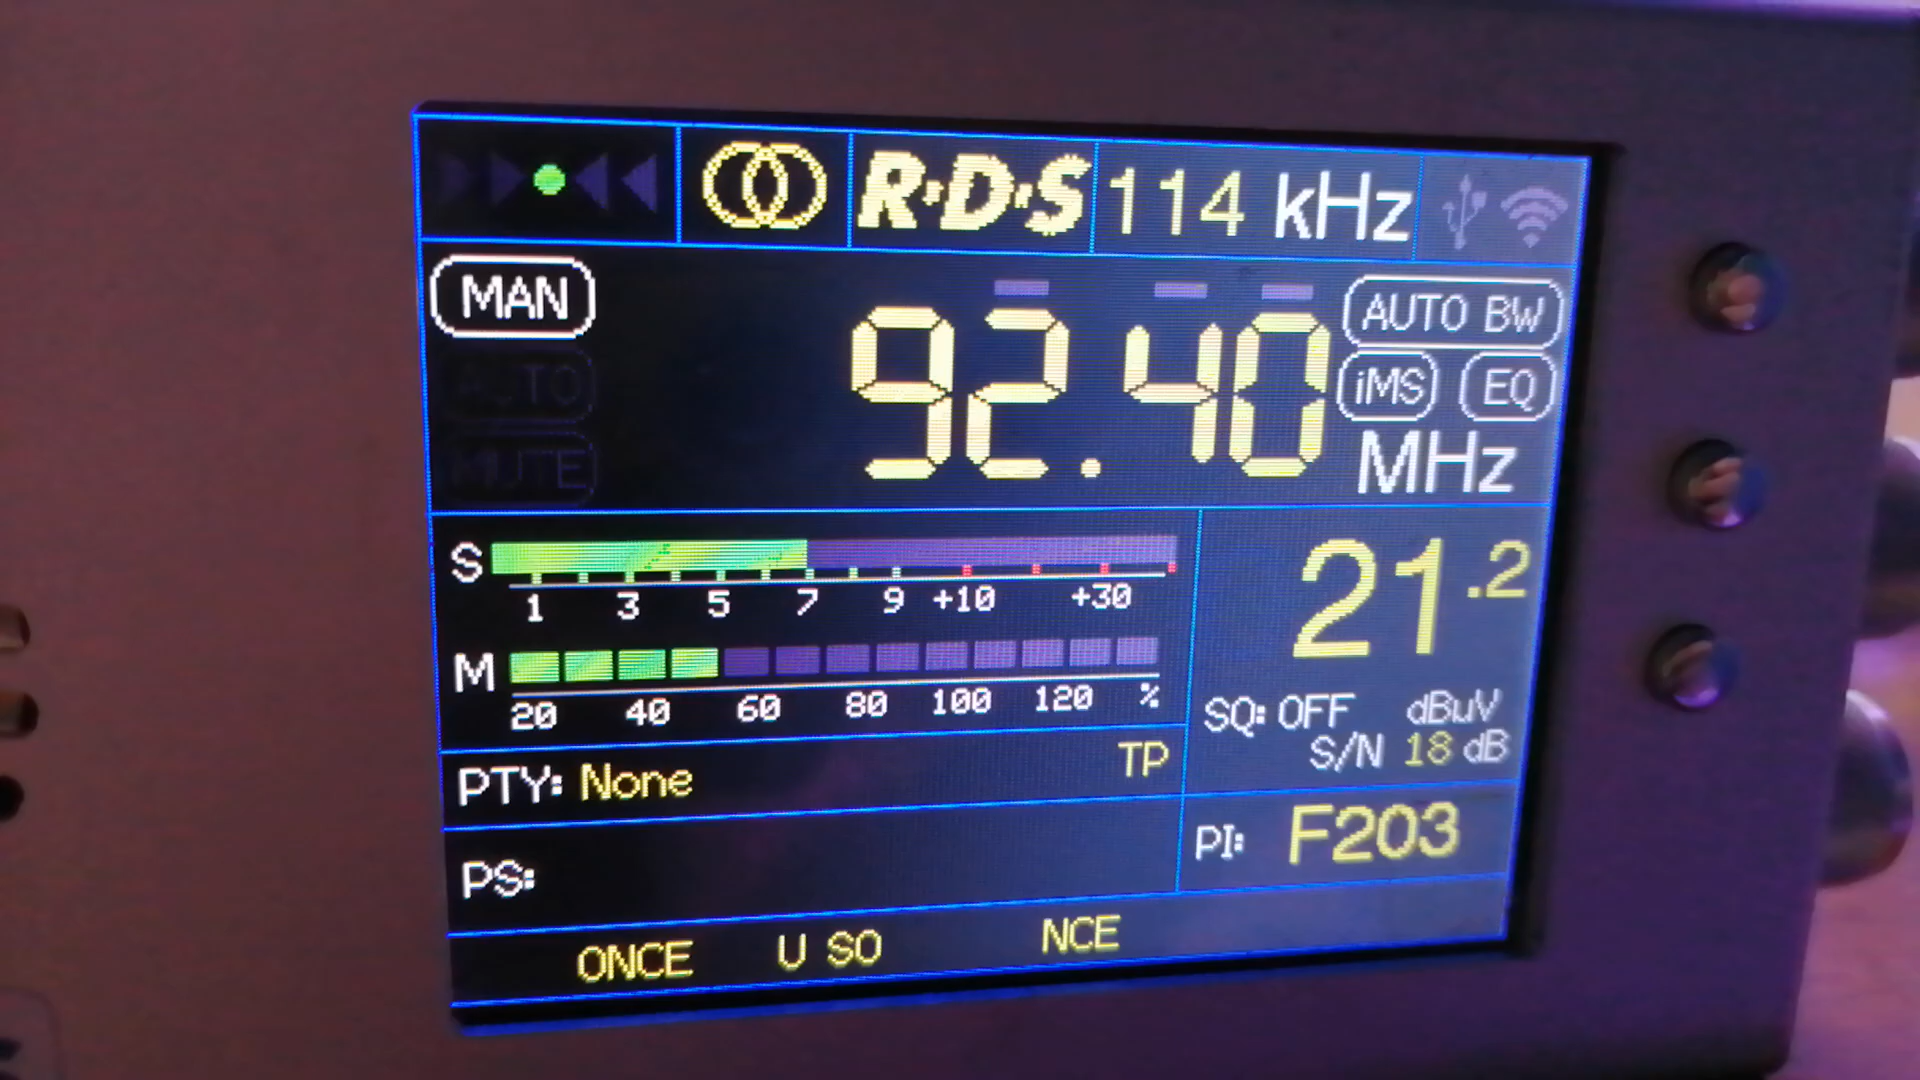 R·D·S 114 kHz
MAN
AUTO
MUTE
92.40
AUTO BW
iMS EQ
MHz
S
1 3 5 7 9 +10 +30
M
20 40 60 80 100 120 %
21.2
SQ: OFF dBuV
S/N 18 dB
PTY: None TP
PS:
PI: F203
ONCE U SO NCE